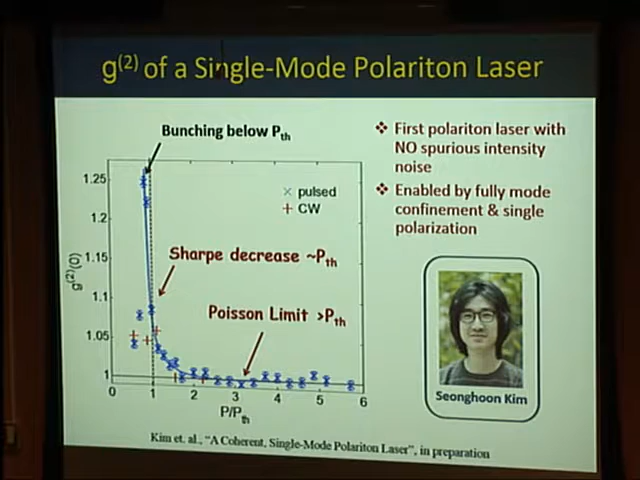 g(2) of a Single-Mode Polariton Laser
Bunching below Pth
pulsed
CW
Sharpe decrease ~Pth
Poisson Limit >Pth
1.25
1.2
1.15
1.1
1.05
1
g(2)(0)
0 1 2 3 4 5 6
P/Pth
❖ First polariton laser with
NO spurious intensity
noise
❖ Enabled by fully mode
confinement & single
polarization
Seonghoon Kim
Kim et. al., "A Coherent, Single-Mode Polariton Laser", in preparation